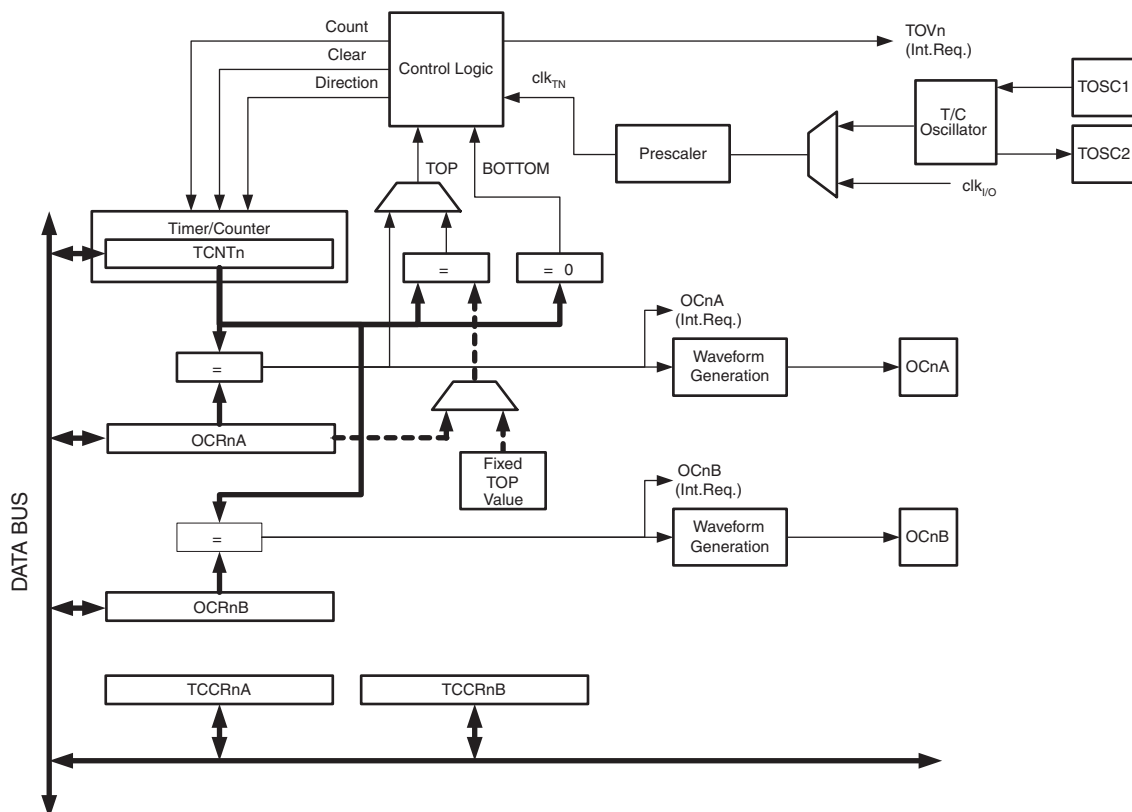 Count
Clear
Direction
Control Logic
TOVn
(Int.Req.)
clkTN
TOSC1
T/C
Oscillator
TOSC2
Prescaler
clkI/O
TOP
BOTTOM
Timer/Counter
TCNTn
=
= 0
OCnA
(Int.Req.)
=
Waveform
Generation
OCnA
OCRnA
Fixed
TOP
Value
OCnB
(Int.Req.)
=
Waveform
Generation
OCnB
OCRnB
DATA BUS
TCCRnA
TCCRnB